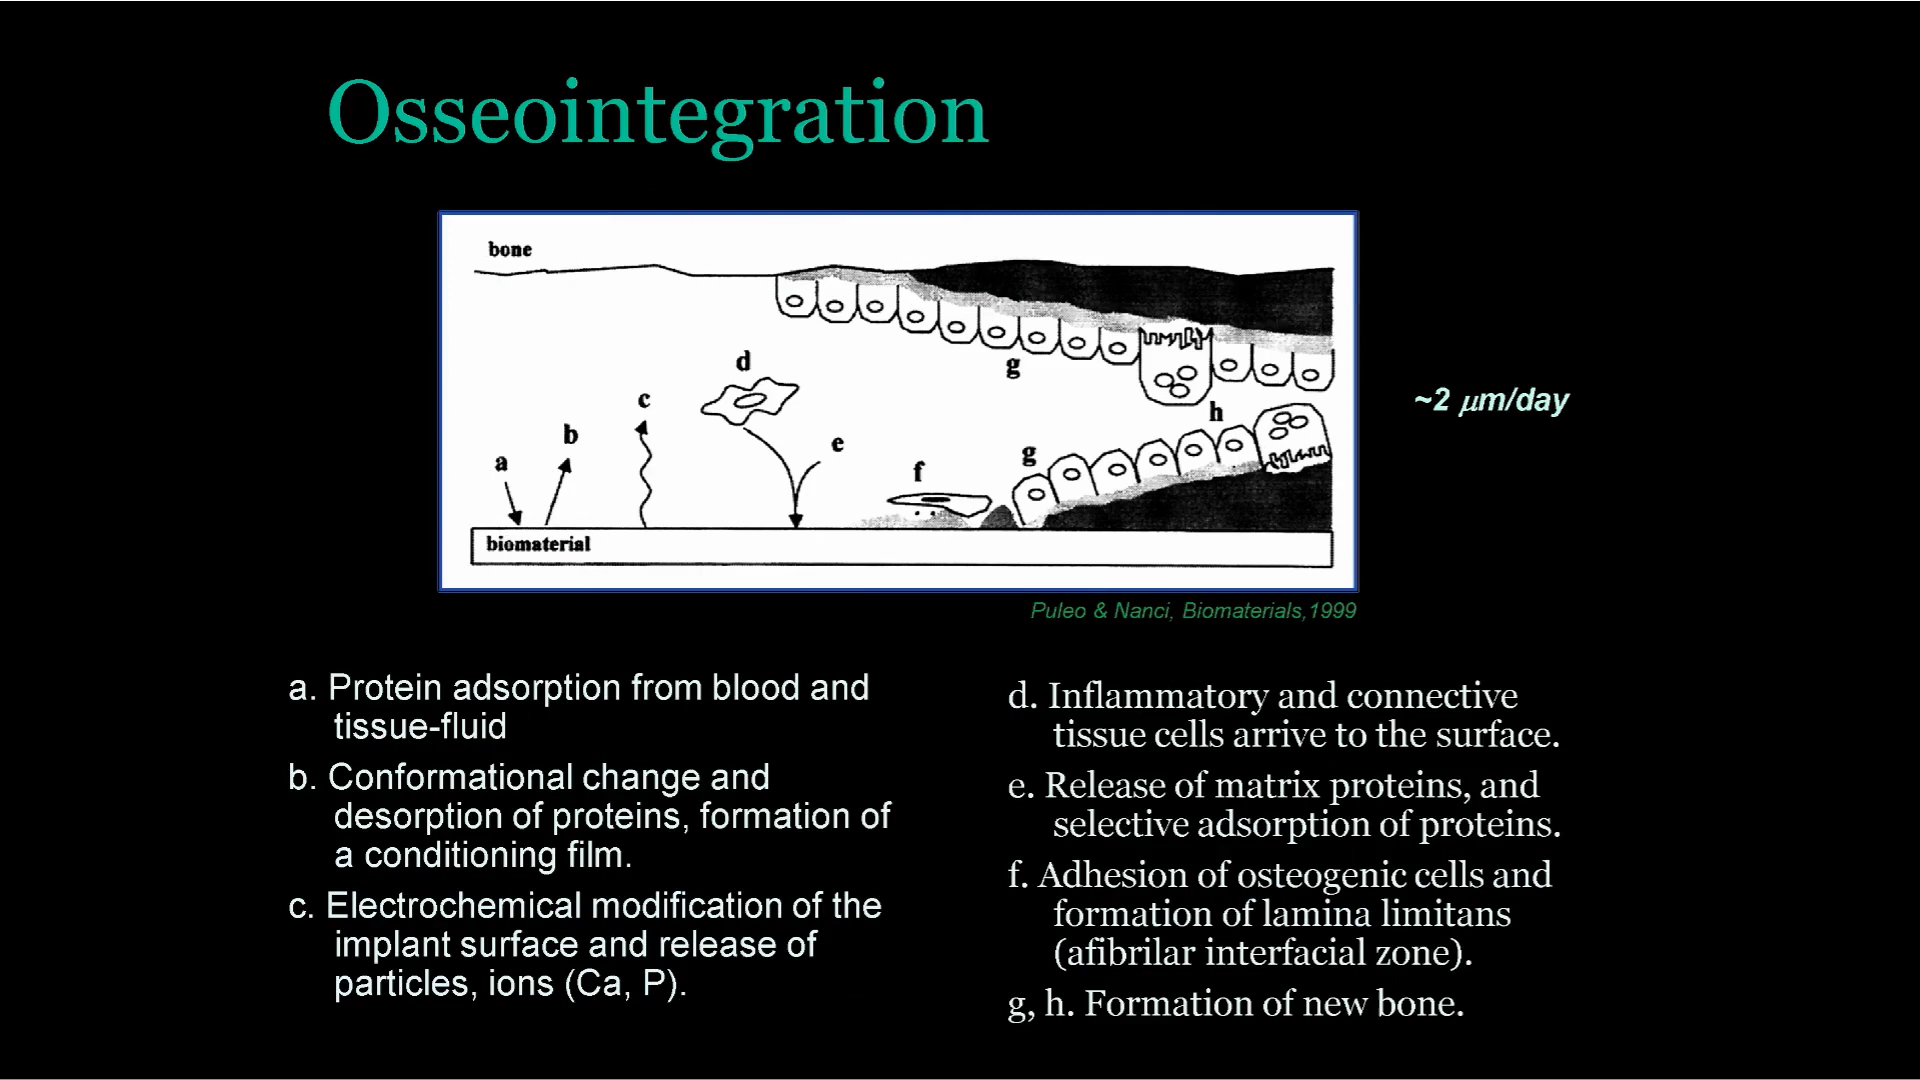 Osseointegration
bone
d
g
c
h
~2 μm/day
b
e
g
a
f
biomaterial
Puleo & Nanci, Biomaterials,1999
a. Protein adsorption from blood and
tissue-fluid
b. Conformational change and
desorption of proteins, formation of
a conditioning film.
c. Electrochemical modification of the
implant surface and release of
particles, ions (Ca, P).
d. Inflammatory and connective
tissue cells arrive to the surface.
e. Release of matrix proteins, and
selective adsorption of proteins.
f. Adhesion of osteogenic cells and
formation of lamina limitans
(afibrilar interfacial zone).
g, h. Formation of new bone.